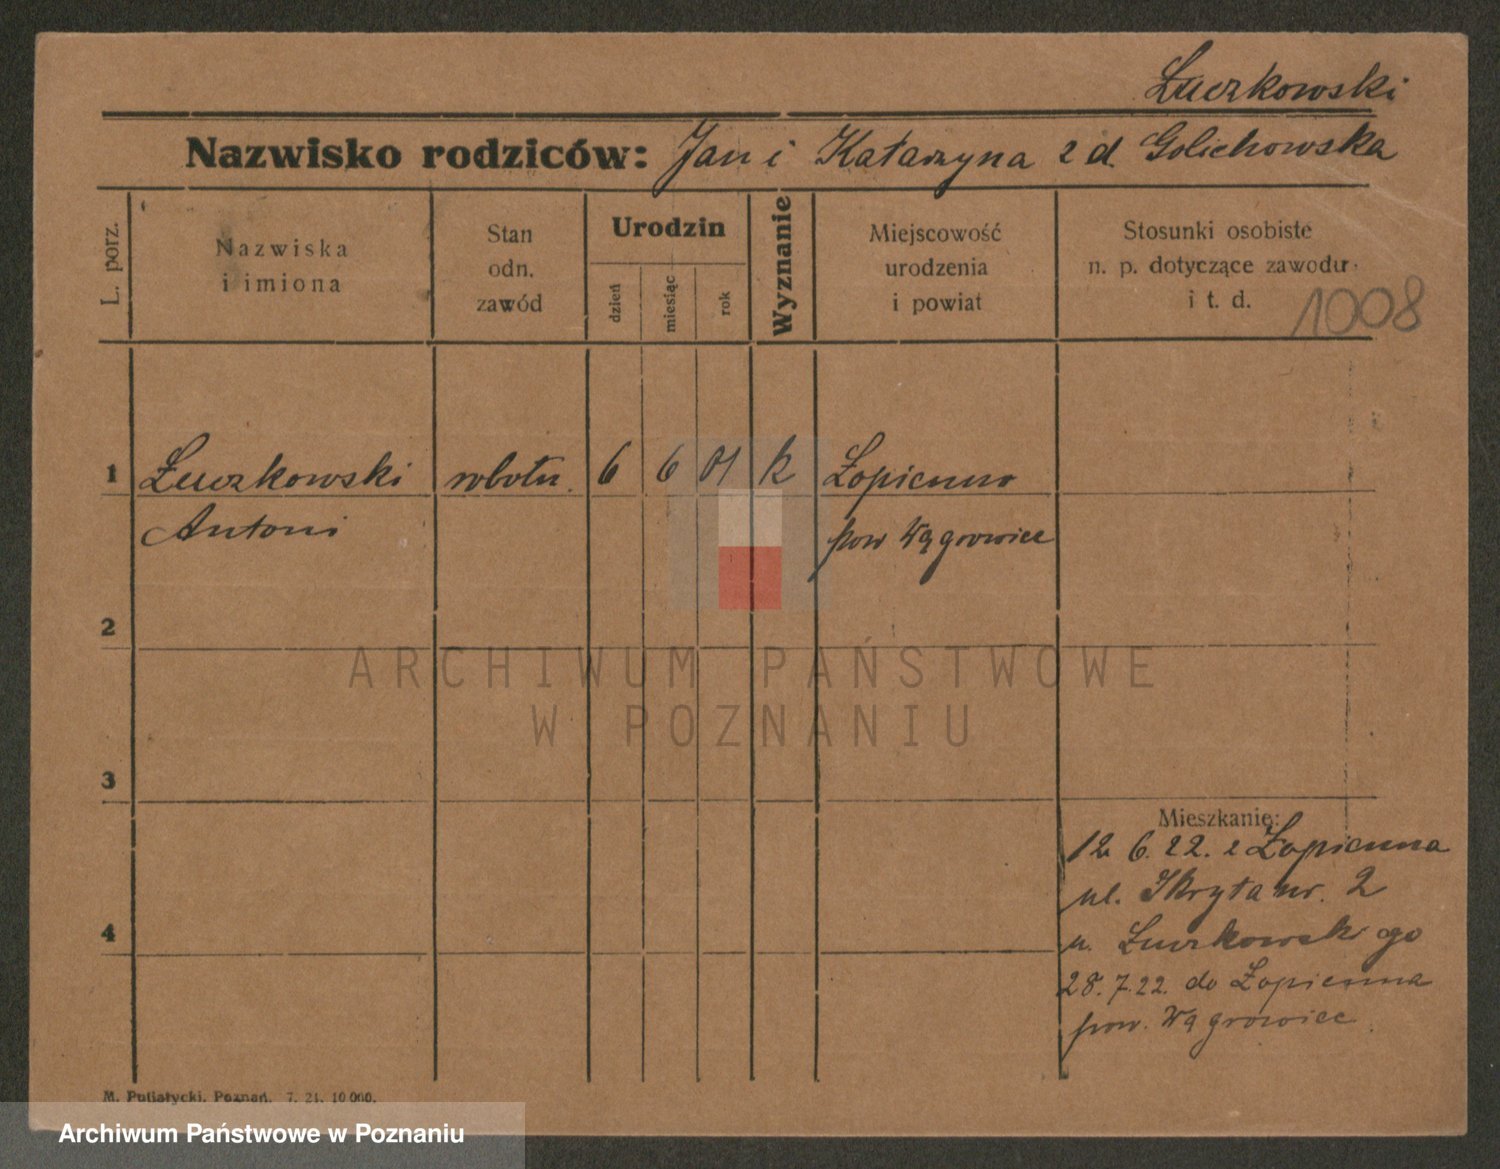 Łuczkowski
Nazwisko rodziców: Jan i Katarzyna z d. Golichowska
L. porz.
Nazwiska
i imiona
Stan
odn.
zawód
Urodzin
dzień
miesiąc
rok
Wyznanie
Miejscowość
urodzenia
i powiat
Stosunki osobiste
n. p. dotyczące zawodu
i t. d.
1008
1 Łuczkowski robotn. 6 6 01 k Łopienno
Antoni pow Wągrowiec
2
3
4
Mieszkanie:
12. 6. 22. z Łopienna
ul. nr. 2
u. Łuczkowskiego
28. 7. 22. do Łopienna
pow. Wągrowiec
M. Putiatycki, Poznań. 7. 21. 10 000.
ARCHIWUM PAŃSTWOWE
W POZNANIU
Archiwum Państwowe w Poznaniu